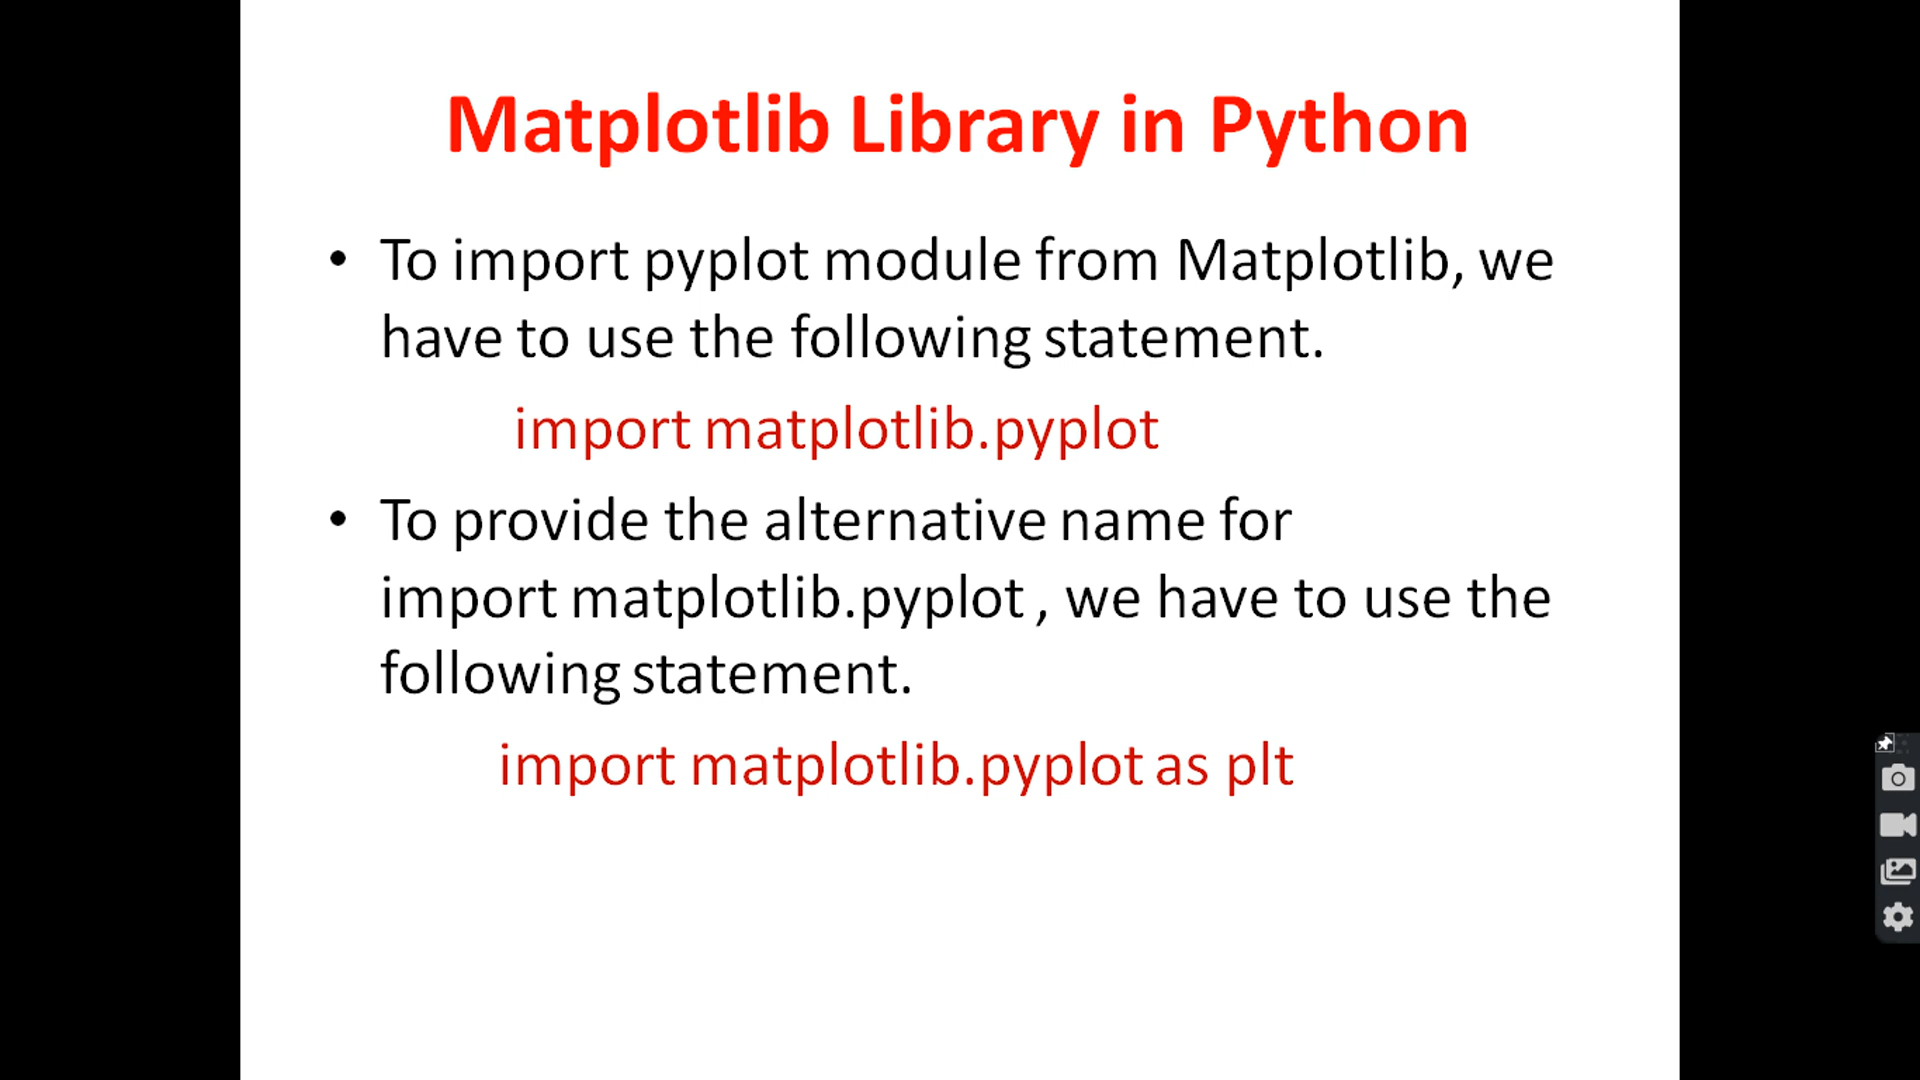 Matplotlib Library in Python
• To import pyplot module from Matplotlib, we
have to use the following statement.
import matplotlib.pyplot
• To provide the alternative name for
import matplotlib.pyplot , we have to use the
following statement.
import matplotlib.pyplot as plt